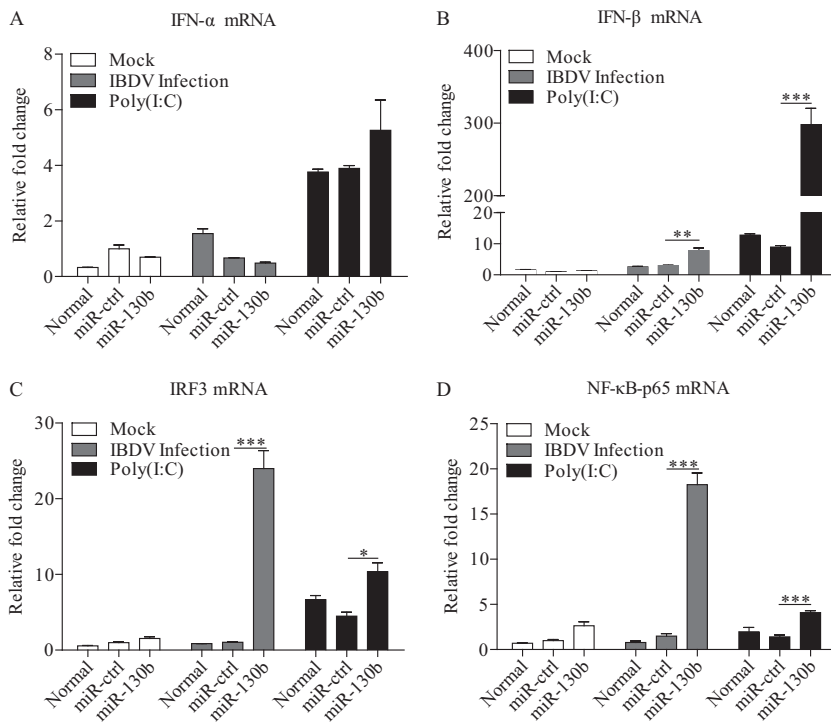 A
IFN-α mRNA
Relative fold change
8
6
4
2
0
Mock
IBDV Infection
Poly(I:C)
Normal
miR-ctrl
miR-130b
Normal
miR-ctrl
miR-130b
Normal
miR-ctrl
miR-130b
B
IFN-β mRNA
Relative fold change
400
300
200
100
20
10
0
Mock
IBDV Infection
Poly(I:C)
**
***
Normal
miR-ctrl
miR-130b
Normal
miR-ctrl
miR-130b
Normal
miR-ctrl
miR-130b
C
IRF3 mRNA
Relative fold change
30
20
10
0
Mock
IBDV Infection
Poly(I:C)
***
*
Normal
miR-ctrl
miR-130b
Normal
miR-ctrl
miR-130b
Normal
miR-ctrl
miR-130b
D
NF-κB-p65 mRNA
Relative fold change
25
20
15
10
5
0
Mock
IBDV Infection
Poly(I:C)
***
***
Normal
miR-ctrl
miR-130b
Normal
miR-ctrl
miR-130b
Normal
miR-ctrl
miR-130b